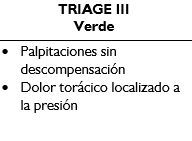 TRIAGE III
Verde
• Palpitaciones sin
descompensación
• Dolor torácico localizado a
la presión